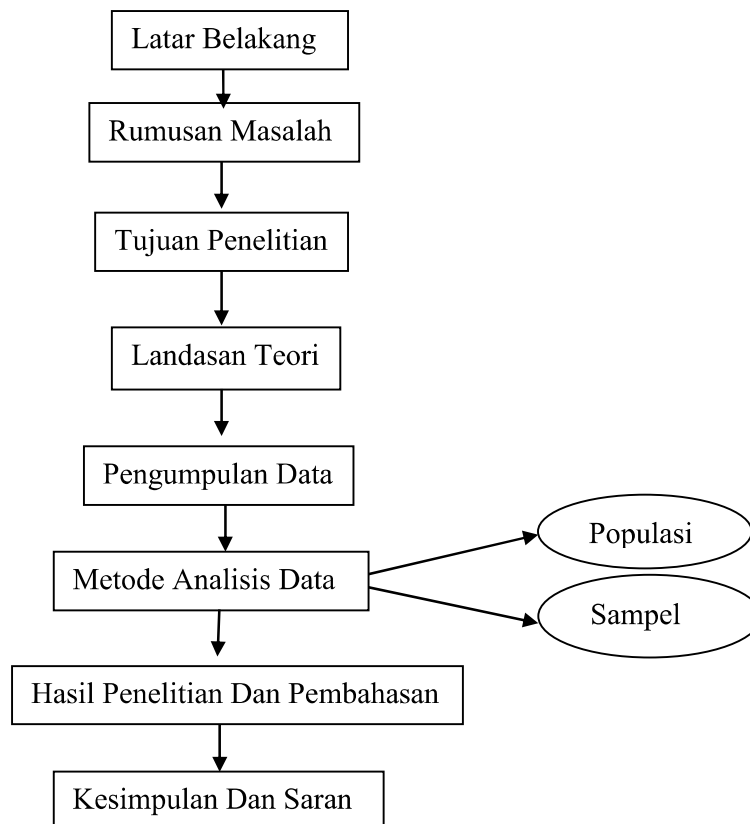 Latar Belakang
Rumusan Masalah
Tujuan Penelitian
Landasan Teori
Pengumpulan Data
Populasi
Metode Analisis Data
Sampel
Hasil Penelitian Dan Pembahasan
Kesimpulan Dan Saran